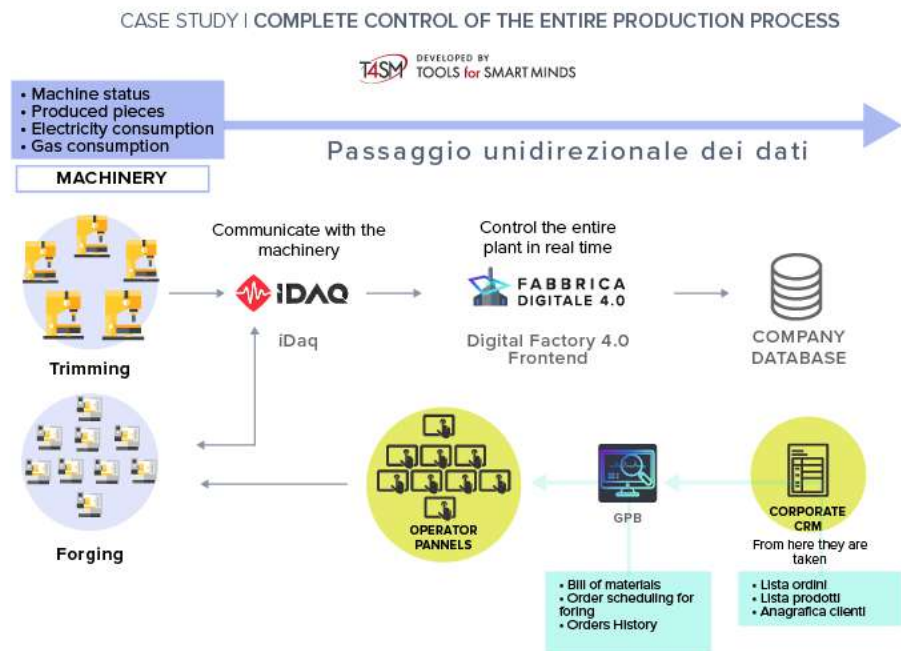 CASE STUDY | COMPLETE CONTROL OF THE ENTIRE PRODUCTION PROCESS
T4SM DEVELOPED BY
TOOLS for SMART MINDS
• Machine status
• Produced pieces
• Electricity consumption
• Gas consumption
Passaggio unidirezionale dei dati
MACHINERY
Communicate with the
machinery
Control the entire
plant in real time
iDAQ
FABBRICA
DIGITALE 4.0
iDaq
Digital Factory 4.0
Frontend
COMPANY
DATABASE
Trimming
OPERATOR
PANNELS
GPB
CORPORATE
CRM
Forging
From here they are
taken
• Bill of materials
• Order scheduling for
foring
• Orders History
• Lista ordini
• Lista prodotti
• Anagrafica clienti